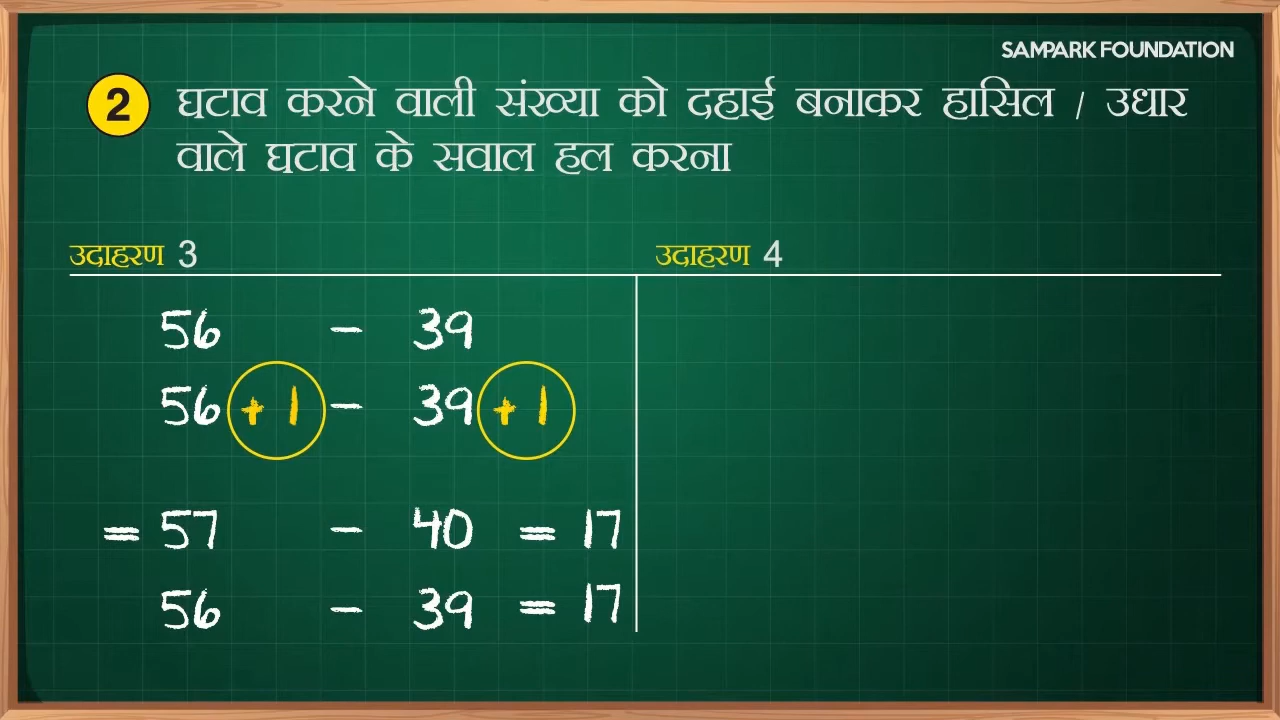 SAMPARK FOUNDATION
2 घटाव करने वाली संख्या को दहाई बनाकर हासिल / उधार
वाले घटाव के सवाल हल करना
उदाहरण 3
56 - 39
56 + 1 - 39 + 1
= 57 - 40 = 17
56 - 39 = 17
उदाहरण 4